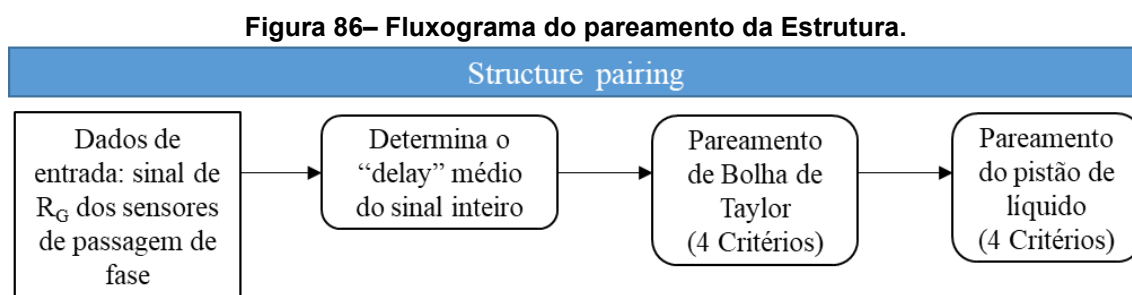 Figura 86– Fluxograma do pareamento da Estrutura.
Structure pairing
Dados de
entrada: sinal de
R_G dos sensores
de passagem de
fase
Determina o
“delay” médio
do sinal inteiro
Pareamento
de Bolha de
Taylor
(4 Critérios)
Pareamento
do pistão de
líquido
(4 Critérios)